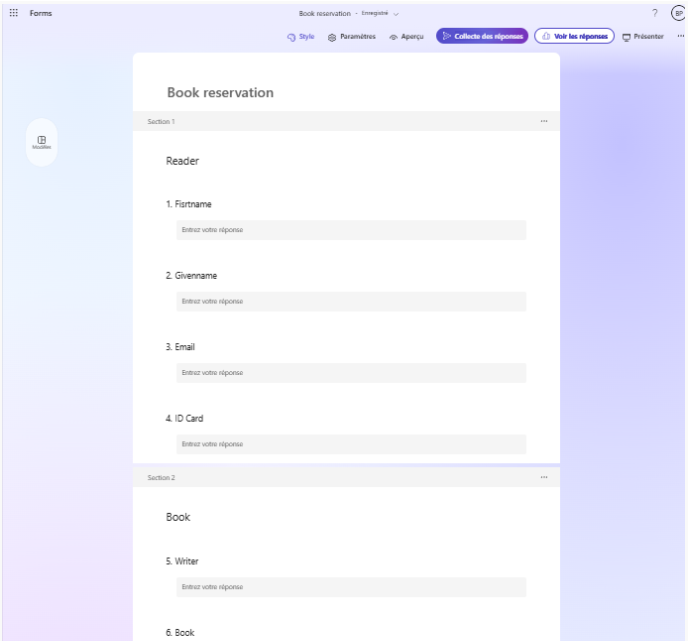 Forms
Book reservation - Enregistré
?
BP
Style
Paramètres
Aperçu
Collecte des réponses
Voir les réponses
Présenter
...
Modèles
Book reservation
Section 1
...
Reader
1. Fisrtname
Entrez votre réponse
2. Givenname
Entrez votre réponse
3. Email
Entrez votre réponse
4. ID Card
Entrez votre réponse
Section 2
...
Book
5. Writer
Entrez votre réponse
6. Book